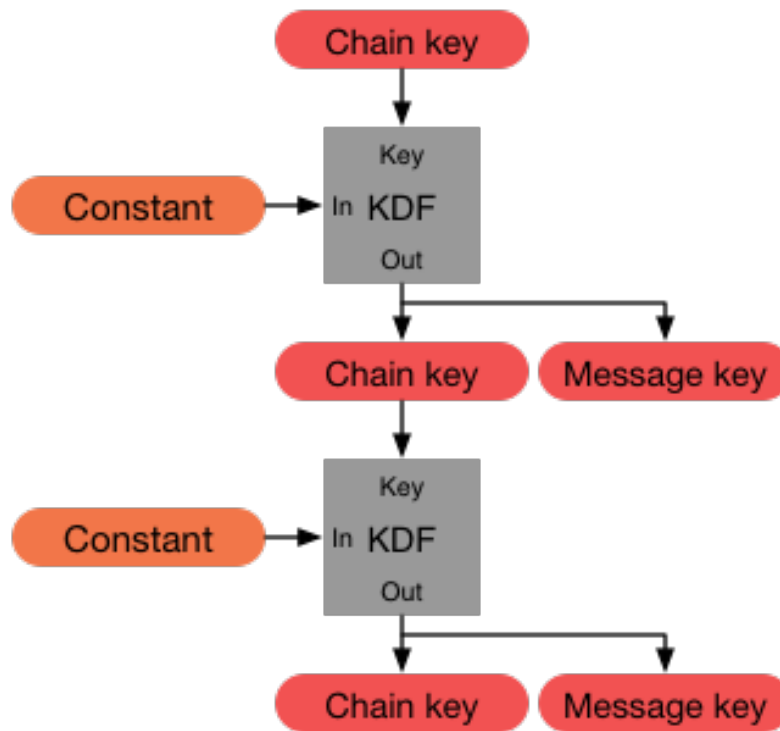 Chain key
Key
Constant
In KDF
Out
Chain key Message key
Key
Constant
In KDF
Out
Chain key Message key